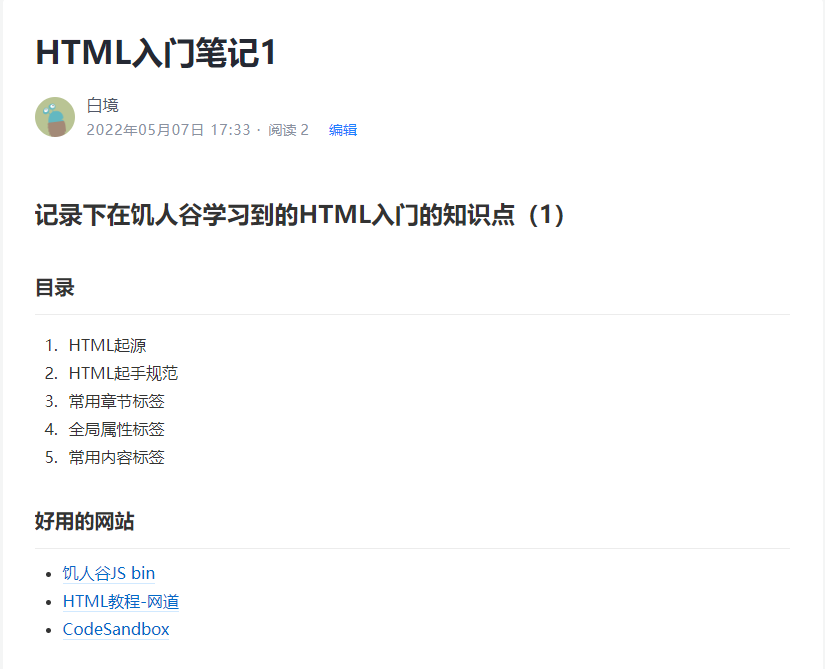 HTML入门笔记1
白境
2022年05月07日 17:33 · 阅读 2 编辑
记录下在饥人谷学习到的HTML入门的知识点（1）
目录
1. HTML起源
2. HTML起手规范
3. 常用章节标签
4. 全局属性标签
5. 常用内容标签
好用的网站
• 饥人谷JS bin
• HTML教程-网道
• CodeSandbox